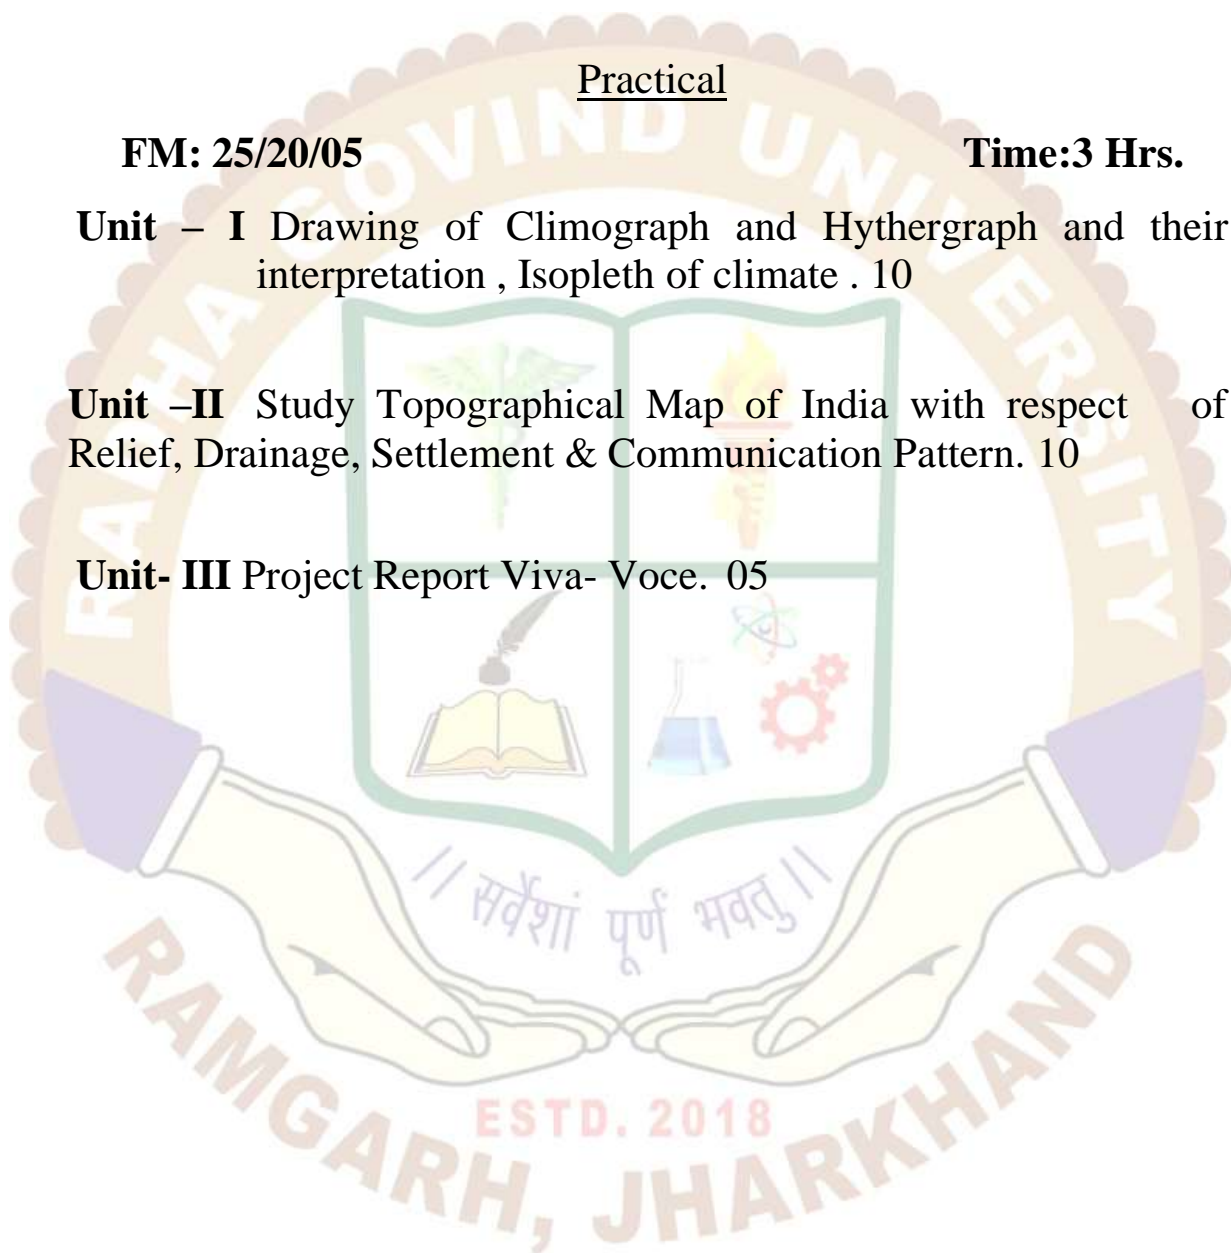 Practical
FM: 25/20/05 Time:3 Hrs.
Unit – I Drawing of Climograph and Hythergraph and their
interpretation , Isopleth of climate . 10
Unit –II Study Topographical Map of India with respect of
Relief, Drainage, Settlement & Communication Pattern. 10
Unit- III Project Report Viva- Voce. 05
RADHA GOVIND UNIVERSITY
|| सर्वेशां पूर्ण भवतु ||
ESTD. 2018
RAMGARH, JHARKHAND